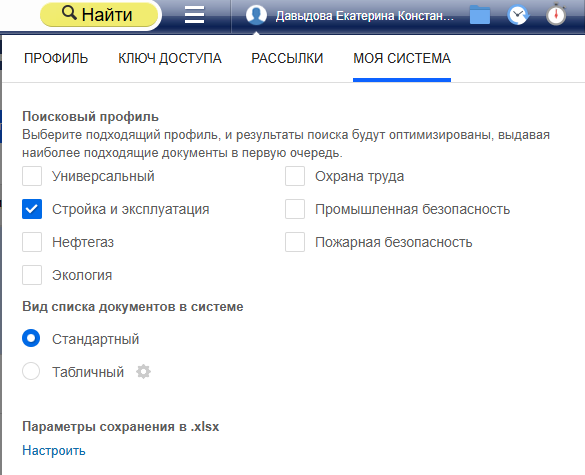 Найти
Давыдова Екатерина Констан...
ПРОФИЛЬ КЛЮЧ ДОСТУПА РАССЫЛКИ МОЯ СИСТЕМА
Поисковый профиль
Выберите подходящий профиль, и результаты поиска будут оптимизированы, выдавая
наиболее подходящие документы в первую очередь.
Универсальный
Охрана труда
Стройка и эксплуатация
Промышленная безопасность
Нефтегаз
Пожарная безопасность
Экология
Вид списка документов в системе
Стандартный
Табличный
Параметры сохранения в .xlsx
Настроить